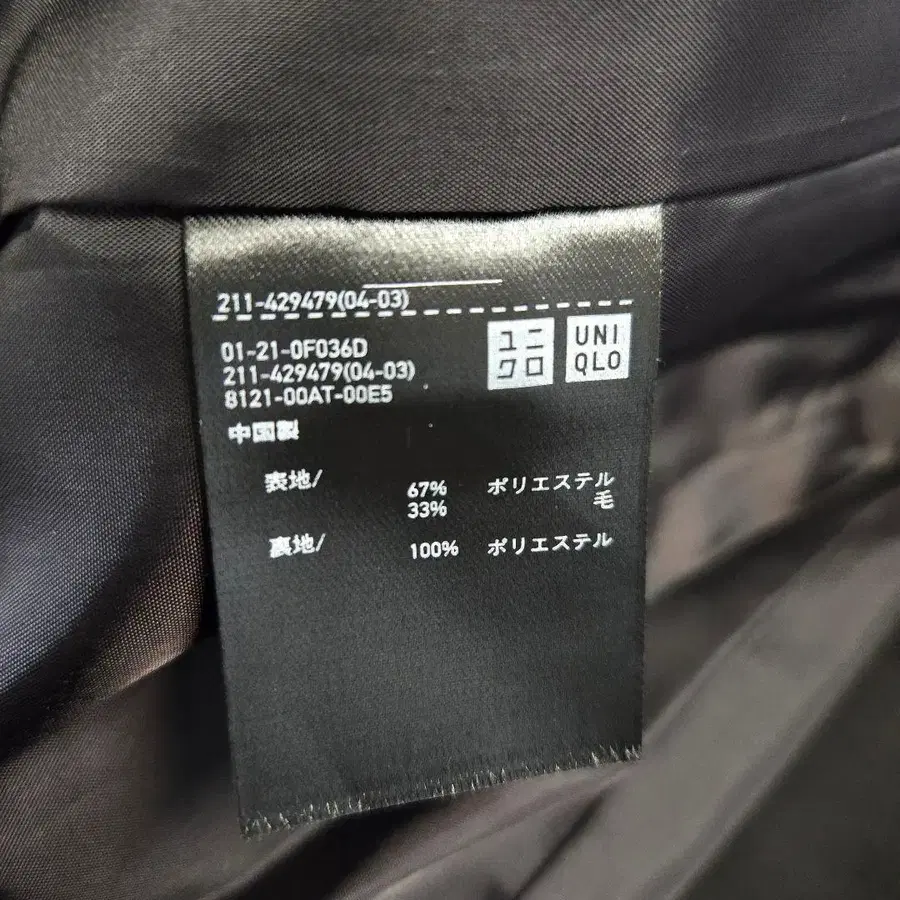 211-429479(04-03)
ユニ
クロ
UNI
QLO
01-21-0F036D
211-429479(04-03)
8121-00AT-00E5
中国製
表地/ 67% ポリエステル
33% 毛
裏地/ 100% ポリエステル